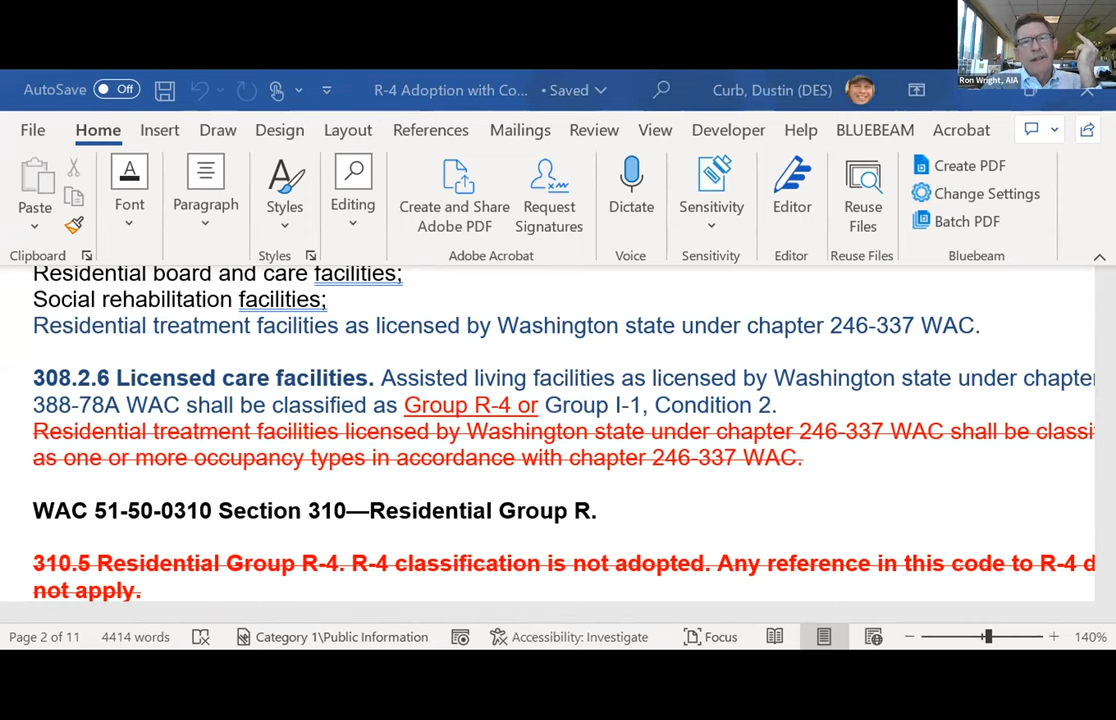 Ron Wright, AIA
AutoSave Off R-4 Adoption with Co... • Saved Curb, Dustin (DES)
File Home Insert Draw Design Layout References Mailings Review View Developer Help BLUEBEAM Acrobat
Paste Font Paragraph Styles Editing Create and Share Adobe PDF Request Signatures Dictate Sensitivity Editor Reuse Files Create PDF
Change Settings
Batch PDF
Clipboard Styles Adobe Acrobat Voice Sensitivity Editor Reuse Files Bluebeam
Residential board and care facilities;
Social rehabilitation facilities;
Residential treatment facilities as licensed by Washington state under chapter 246-337 WAC.
308.2.6 Licensed care facilities. Assisted living facilities as licensed by Washington state under chapter
388-78A WAC shall be classified as Group R-4 or Group I-1, Condition 2.
Residential treatment facilities licensed by Washington state under chapter 246-337 WAC shall be classi
as one or more occupancy types in accordance with chapter 246-337 WAC.
WAC 51-50-0310 Section 310—Residential Group R.
310.5 Residential Group R-4. R-4 classification is not adopted. Any reference in this code to R-4 d
not apply.
Page 2 of 11 4414 words Category 1\Public Information Accessibility: Investigate Focus 140%